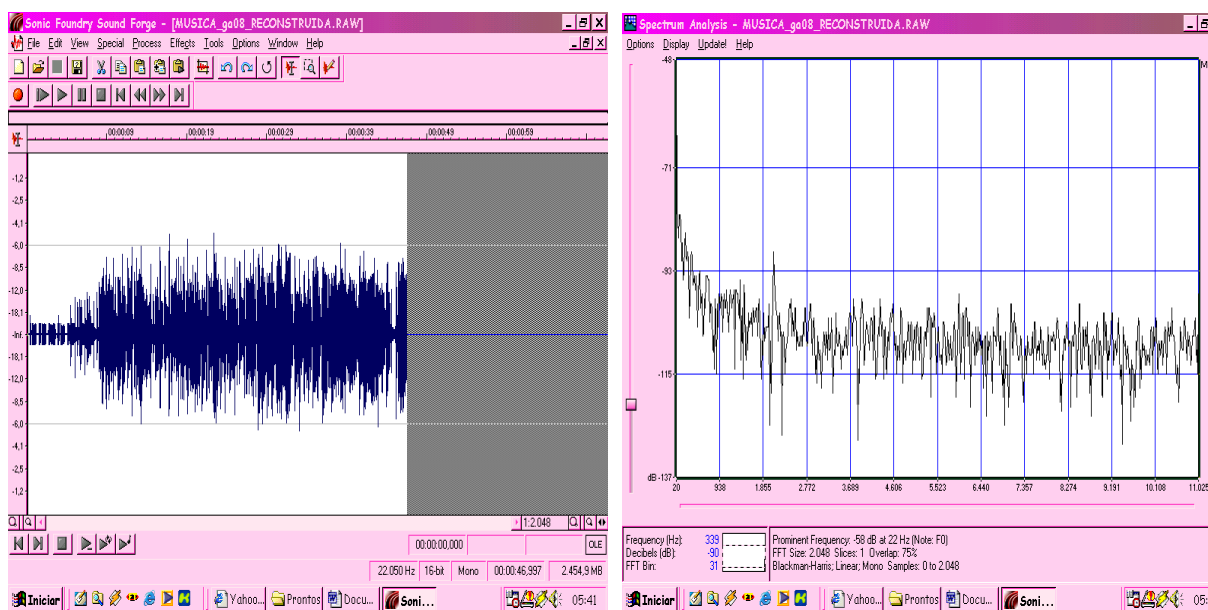 Sonic Foundry Sound Forge - [MUSICA_ga08_RECONSTRUIDA.RAW]
File Edit View Special Process Effects Tools Options Window Help
,00:00:09 ,00:00:19 ,00:00:29 ,00:00:39 ,00:00:49 ,00:00:59
-1,2
-2,5
-4,1
-6,0
-8,5
-12,0
-18,1
-Inf.
-18,1
-12,0
-8,5
-6,0
-4,1
-2,5
-1,2
1:2.048
00:00:00,000
OLE
22.050 Hz 16-bit Mono 00:00:46,997 2.454,9 MB
Iniciar Yahoo... Prontos Docu... Soni... 05:41
Spectrum Analysis - MUSICA_ga08_RECONSTRUIDA.RAW
Options Display Update! Help
-48
M
-71
-93
-115
dB -137
20 938 1.855 2.772 3.689 4.606 5.523 6.440 7.357 8.274 9.191 10.108 11.025
Frequency (Hz): 339
Decibels (dB): -90
FFT Bin: 31
Prominent Frequency: -58 dB at 22 Hz (Note: F0)
FFT Size: 2.048 Slices: 1 Overlap: 75%
Blackman-Harris; Linear; Mono Samples: 0 to 2.048
Iniciar Yahoo... Prontos Docu... Soni... 05: